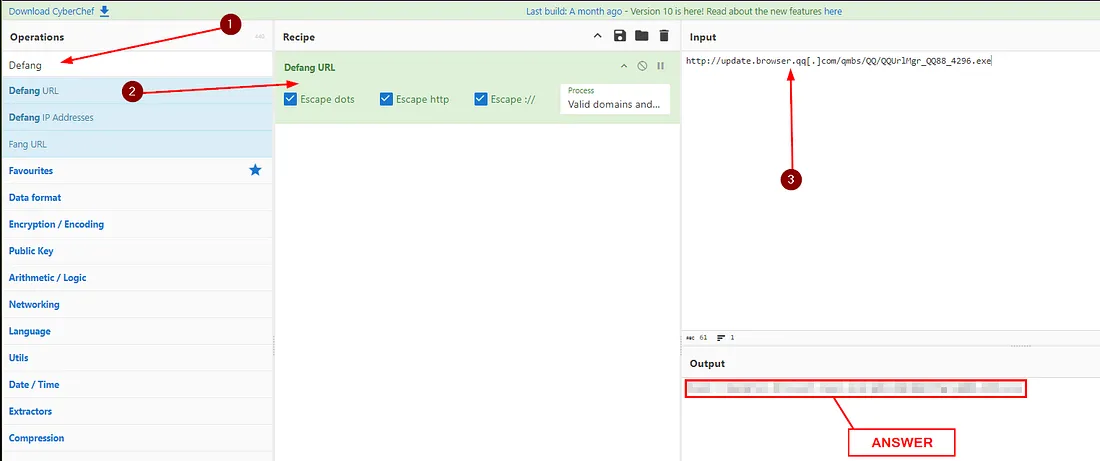 Download CyberChef
Last build: A month ago - Version 10 is here! Read about the new features here
Operations
440
Defang
Defang URL
Defang IP Addresses
Fang URL
Favourites
Data format
Encryption / Encoding
Public Key
Arithmetic / Logic
Networking
Language
Utils
Date / Time
Extractors
Compression
1
2
Recipe
Defang URL
Escape dots
Escape http
Escape ://
Process
Valid domains and...
Input
http://update.browser.qq[.]com/qmbs/QQ/QQUrlMgr_QQ88_4296.exe
3
ABC 61 1
Output
ANSWER